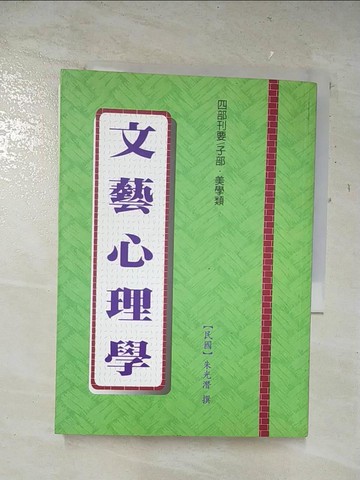 四部刊要/子部 美學類
文藝心理學
【民國】朱光潛 撰